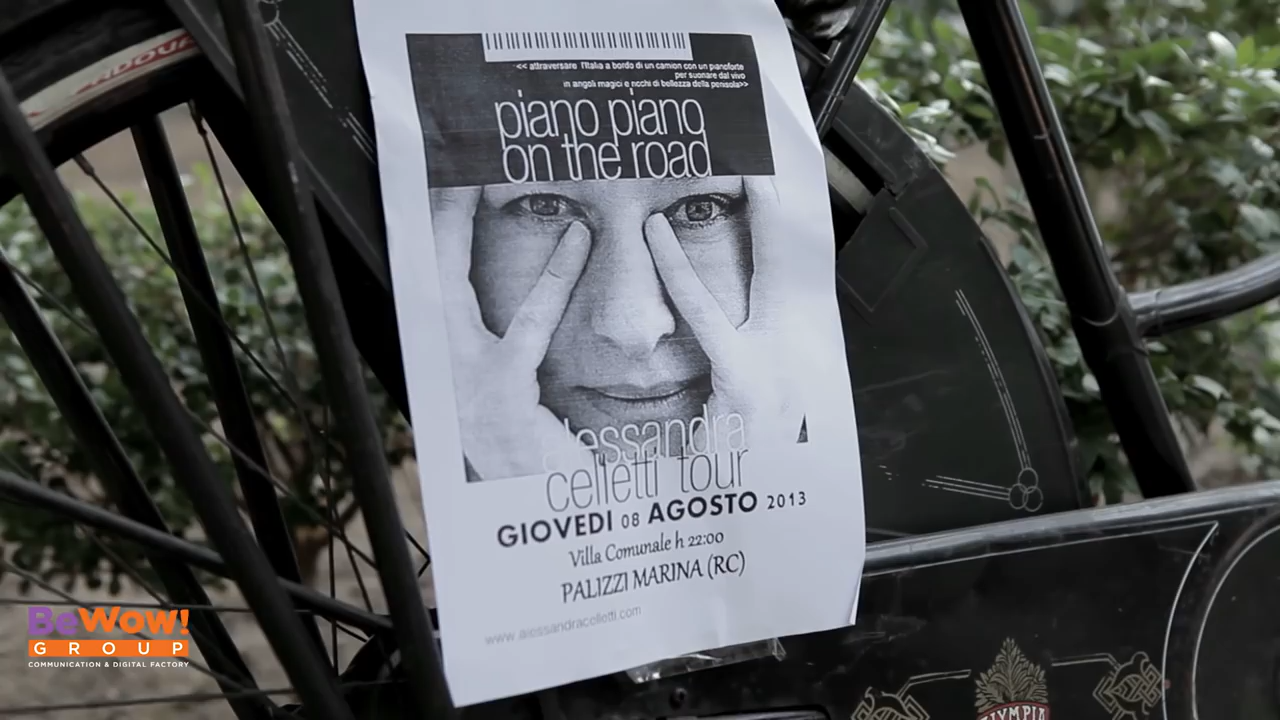 << attraversare l'Italia a bordo di un camion con un pianoforte
per suonare dal vivo
in angoli magici e ricchi di bellezza della penisola>>
piano piano
on the road
alessandra
celletti tour
GIOVEDI 08 AGOSTO 2013
Villa Comunale h 22:00
PALIZZI MARINA (RC)
www.alessandracelletti.com
BeWow!
GROUP
COMMUNICATION & DIGITAL FACTORY
OLYMPIA